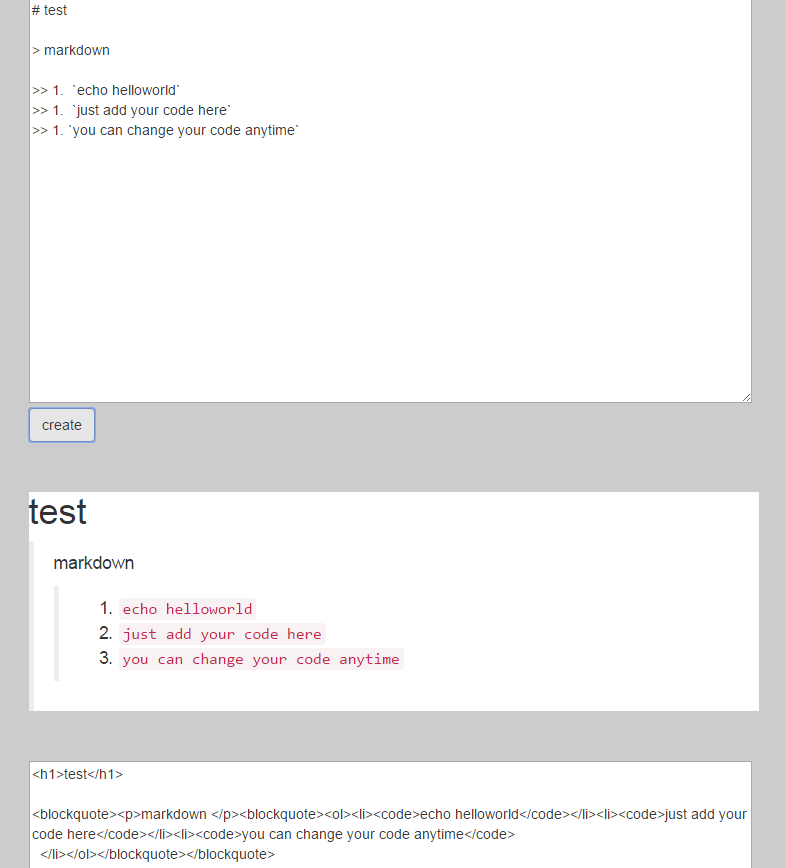 # test
> markdown
>> 1.  `echo helloworld`
>> 1.  `just add your code here`
>> 1. `you can change your code anytime`
create
test
markdown
1. echo helloworld
2. just add your code here
3. you can change your code anytime
<h1>test</h1>
<blockquote><p>markdown </p><blockquote><ol><li><code>echo helloworld</code></li><li><code>just add your
code here</code></li><li><code>you can change your code anytime</code>
</li></ol></blockquote></blockquote>